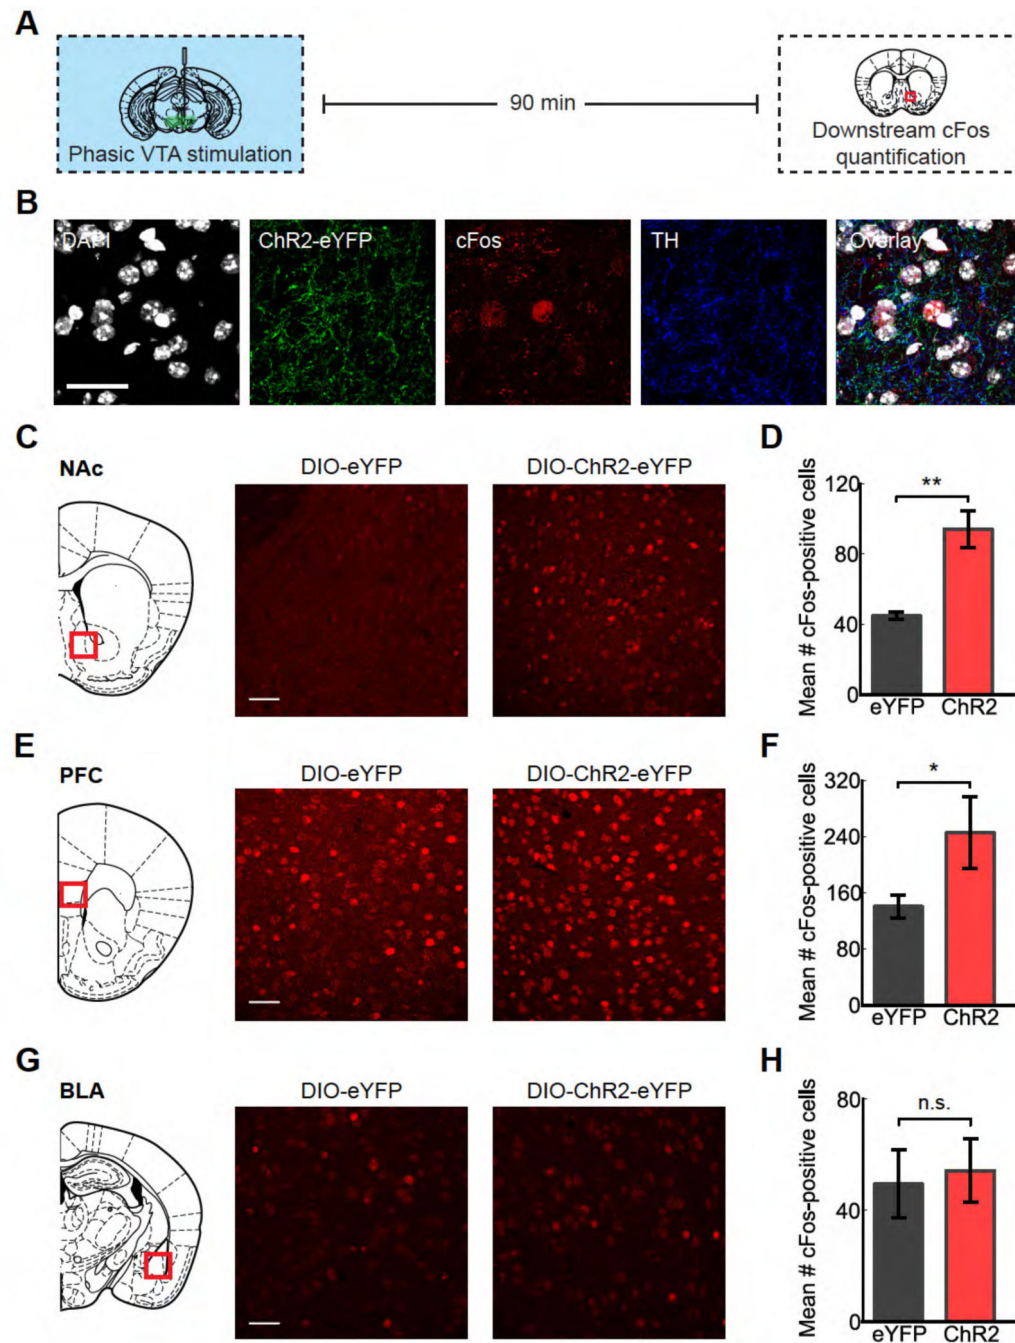 A
Phasic VTA stimulation
90 min
Downstream cFos
quantification
B
DAPI
ChR2-eYFP
cFos
TH
Overlay
C
NAc
DIO-eYFP
DIO-ChR2-eYFP
D
Mean # cFos-positive cells
120
80
40
0
**
eYFP
ChR2
E
PFC
DIO-eYFP
DIO-ChR2-eYFP
F
Mean # cFos-positive cells
320
240
160
80
0
*
eYFP
ChR2
G
BLA
DIO-eYFP
DIO-ChR2-eYFP
H
Mean # cFos-positive cells
80
40
0
n.s.
eYFP
ChR2